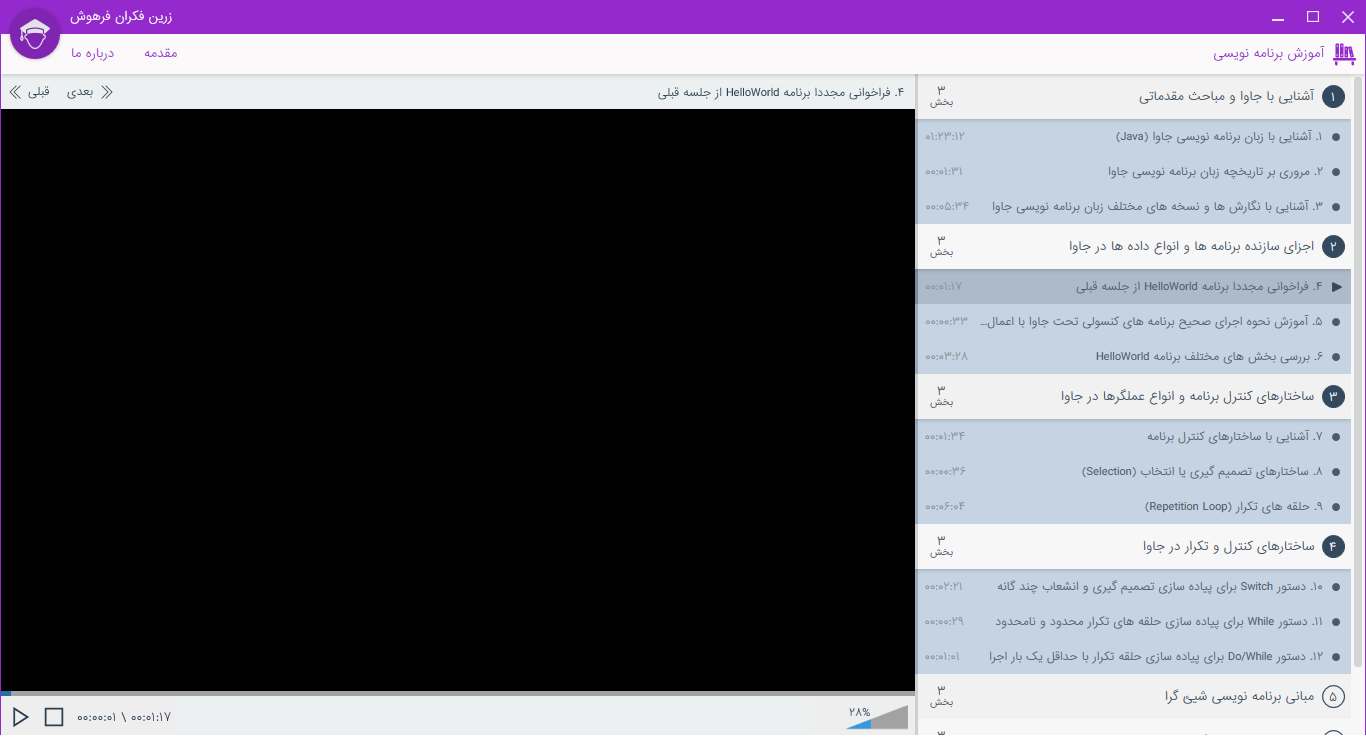 زرین فکران فرهوش
آموزش برنامه نویسی
مقدمه
درباره ما
۴. فراخوانی مجددا برنامه HelloWorld از جلسه قبلی
بعدی
قبلی
۱ آشنایی با جاوا و مباحث مقدماتی ۳ بخش
۱. آشنایی با زبان برنامه نویسی جاوا (Java) ۰۱:۲۳:۱۲
۲. مروری بر تاریخچه زبان برنامه نویسی جاوا ۰۰:۰۱:۳۱
۳. آشنایی با نگارش ها و نسخه های مختلف زبان برنامه نویسی جاوا ۰۰:۰۵:۳۴
۲ اجزای سازنده برنامه ها و انواع داده ها در جاوا ۳ بخش
۴. فراخوانی مجددا برنامه HelloWorld از جلسه قبلی ۰۰:۰۱:۱۷
۵. آموزش نحوه اجرای صحیح برنامه های کنسولی تحت جاوا با اعمال... ۰۰:۰۰:۳۳
۶. بررسی بخش های مختلف برنامه HelloWorld ۰۰:۰۳:۲۸
۳ ساختارهای کنترل برنامه و انواع عملگرها در جاوا ۳ بخش
۷. آشنایی با ساختارهای کنترل برنامه ۰۰:۰۱:۳۴
۸. ساختارهای تصمیم گیری یا انتخاب (Selection) ۰۰:۰۰:۳۶
۹. حلقه های تکرار (Repetition Loop) ۰۰:۰۶:۰۴
۴ ساختارهای کنترل و تکرار در جاوا ۳ بخش
۱۰. دستور Switch برای پیاده سازی تصمیم گیری و انشعاب چند گانه ۰۰:۰۲:۲۱
۱۱. دستور While برای پیاده سازی حلقه های تکرار محدود و نامحدود ۰۰:۰۰:۲۹
۱۲. دستور Do/While برای پیاده سازی حلقه تکرار با حداقل یک بار اجرا ۰۰:۰۱:۰۱
۵ مبانی برنامه نویسی شیئ گرا ۳ بخش
۰۰:۰۰:۰۱ \ ۰۰:۰۱:۱۷
۲۸%